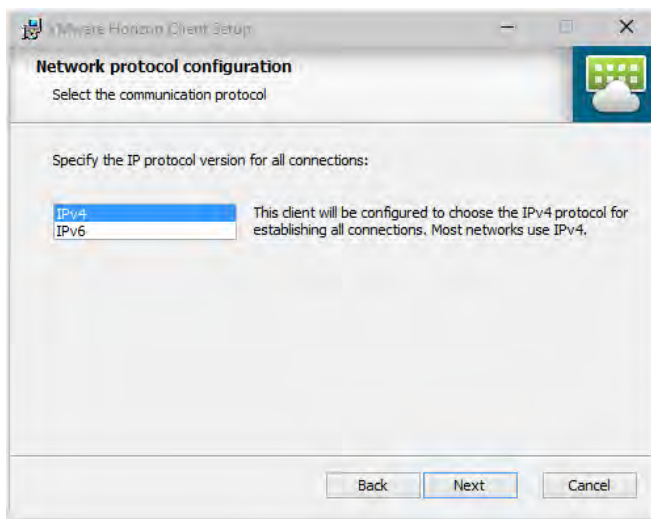 VMware Horizon Client Setup
Network protocol configuration
Select the communication protocol
Specify the IP protocol version for all connections:
IPv4
IPv6
This client will be configured to choose the IPv4 protocol for
establishing all connections. Most networks use IPv4.
Back
Next
Cancel